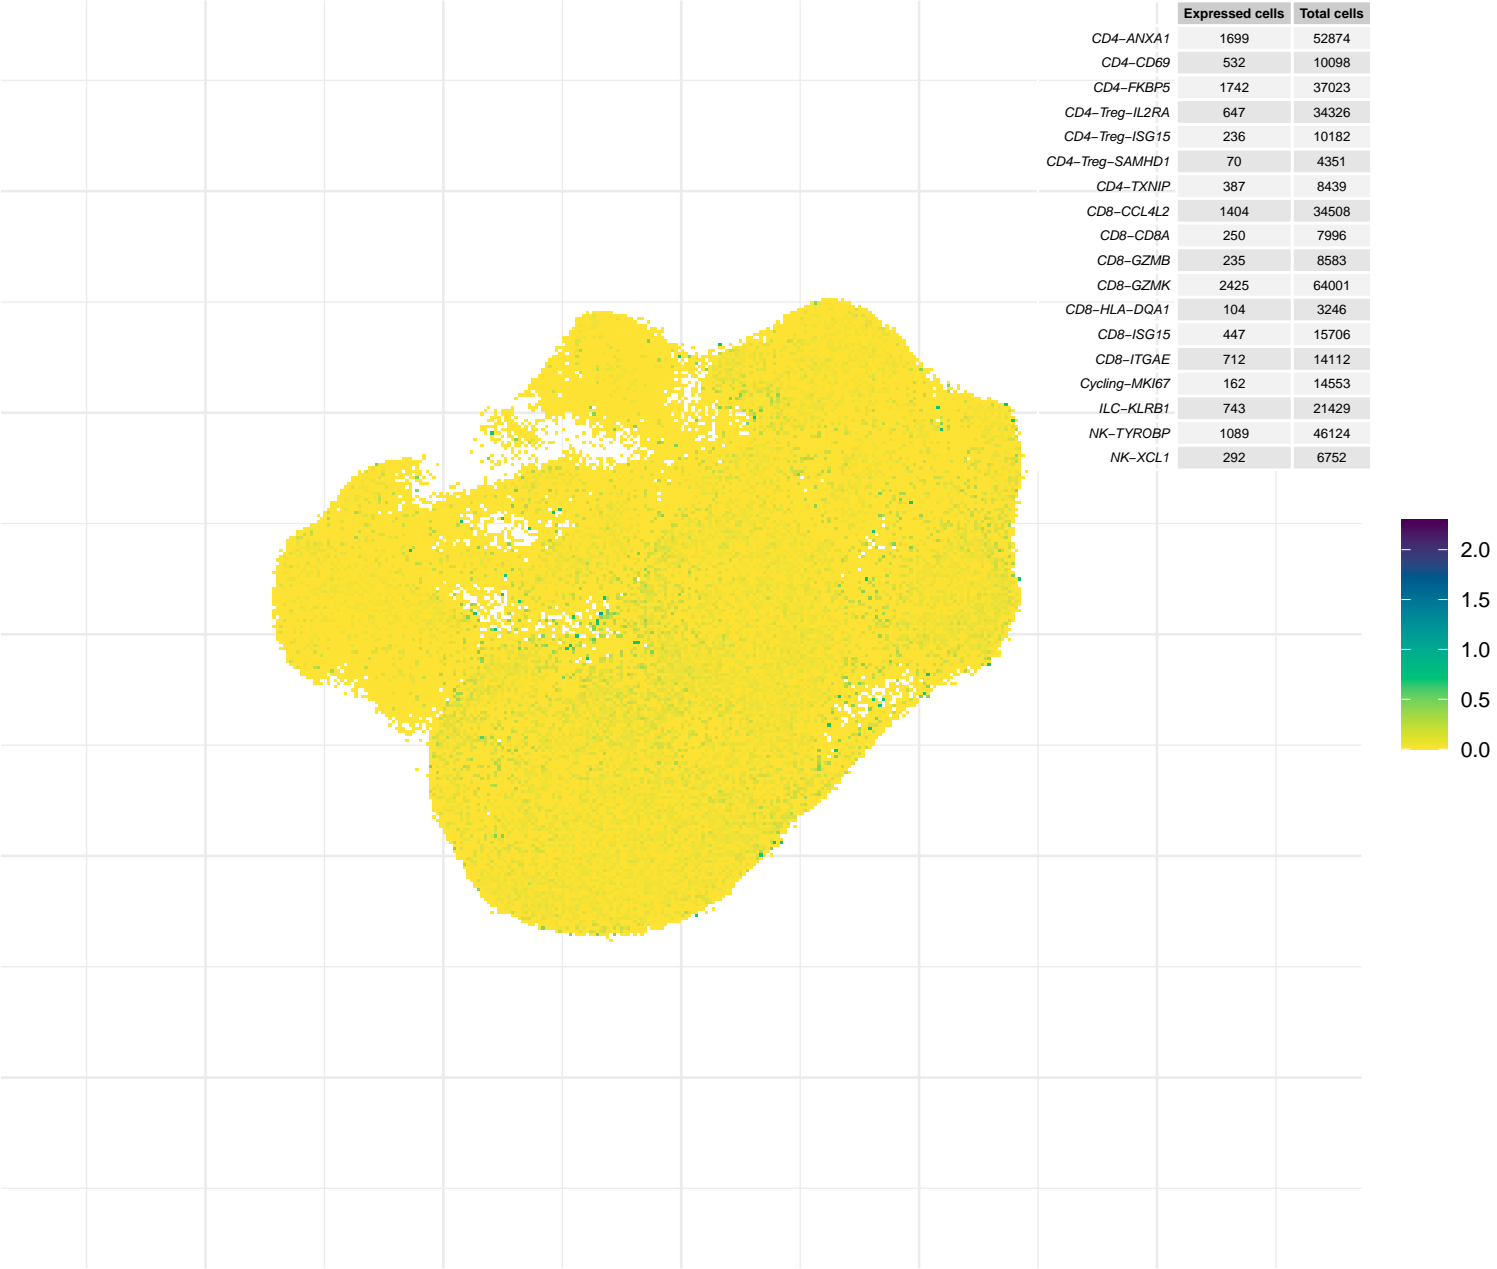 Expressed cells Total cells
CD4−ANXA1 1699 52874
CD4−CD69 532 10098
CD4−FKBP5 1742 37023
CD4−Treg−IL2RA 647 34326
CD4−Treg−ISG15 236 10182
CD4−Treg−SAMHD1 70 4351
CD4−TXNIP 387 8439
CD8−CCL4L2 1404 34508
CD8−CD8A 250 7996
CD8−GZMB 235 8583
CD8−GZMK 2425 64001
CD8−HLA−DQA1 104 3246
CD8−ISG15 447 15706
CD8−ITGAE 712 14112
Cycling−MKI67 162 14553
ILC−KLRB1 743 21429
NK−TYROBP 1089 46124
NK−XCL1 292 6752
2.0
1.5
1.0
0.5
0.0